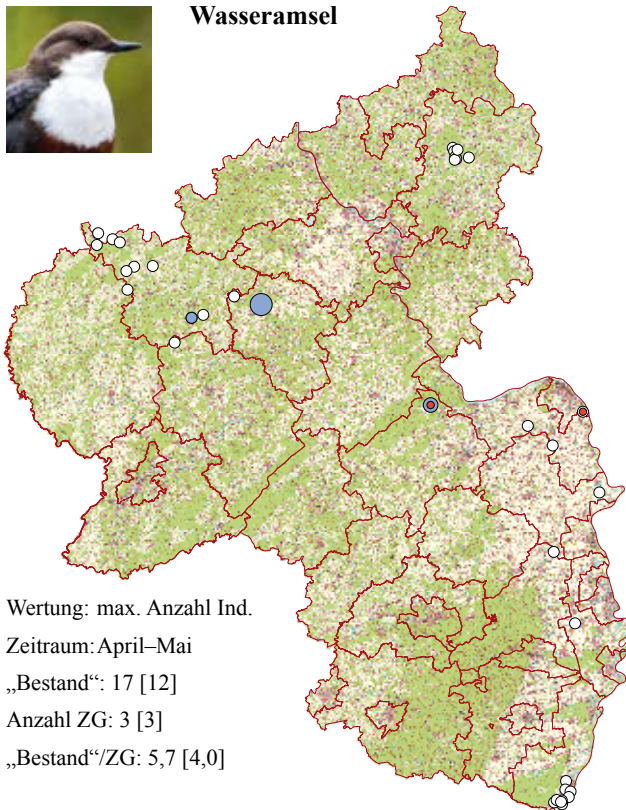 Wasseramsel
Wertung: max. Anzahl Ind.
Zeitraum: April–Mai
„Bestand“: 17 [12]
Anzahl ZG: 3 [3]
„Bestand“/ZG: 5,7 [4,0]